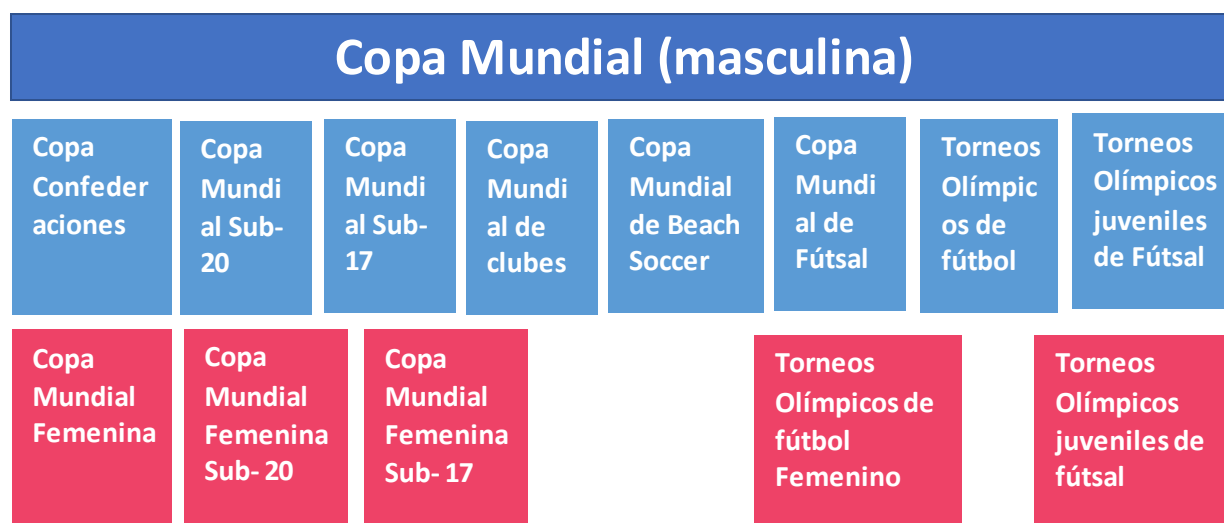 Copa Mundial (masculina)
Copa
Confeder
aciones
Copa
Mundi
al Sub-
20
Copa
Mundi
al Sub-
17
Copa
Mundi
al de
clubes
Copa
Mundial
de Beach
Soccer
Copa
Mundi
al de
Fútsal
Torneos
Olímpic
os de
fútbol
Torneos
Olímpicos
juveniles
de Fútsal
Copa
Mundial
Femenina
Copa
Mundial
Femenina
Sub- 20
Copa
Mundial
Femenina
Sub- 17
Torneos
Olímpicos de
fútbol
Femenino
Torneos
Olímpicos
juveniles de
fútsal